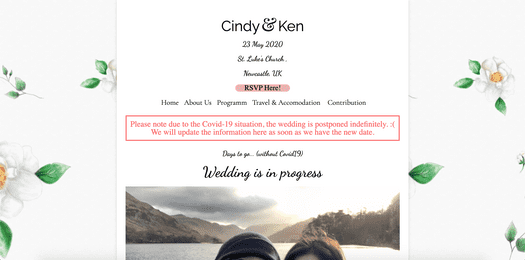 Cindy & Ken
23 May 2020
St. Luke's Church,
Newcastle, UK
RSVP Here!
Home About Us Programm Travel & Accomodation Contribution
Please note due to the Covid-19 situation, the wedding is postponed indefinitely. :(
We will update the information here as soon as we have the new date.
Days to go... (without Covid19)
Wedding is in progress